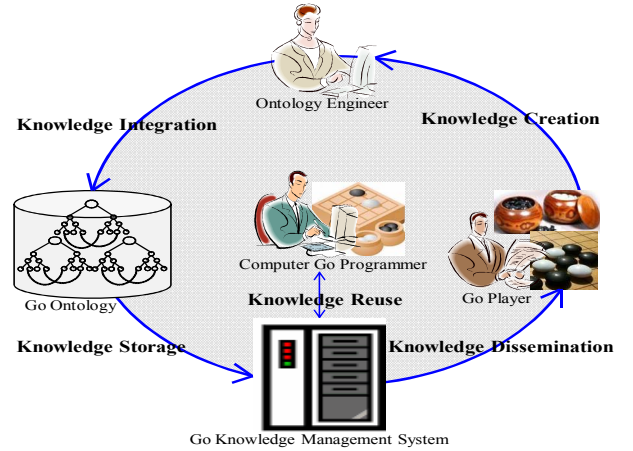 Ontology Engineer
Knowledge Integration
Knowledge Creation
Computer Go Programmer
Go Player
Knowledge Reuse
Go Ontology
Knowledge Storage
Knowledge Dissemination
Go Knowledge Management System